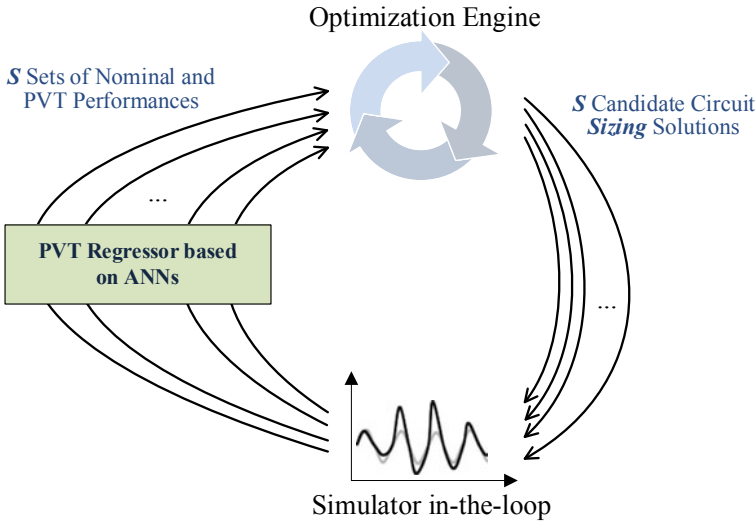 Optimization Engine
S Sets of Nominal and
PVT Performances
S Candidate Circuit
Sizing Solutions
...
PVT Regressor based
on ANNs
...
Simulator in-the-loop